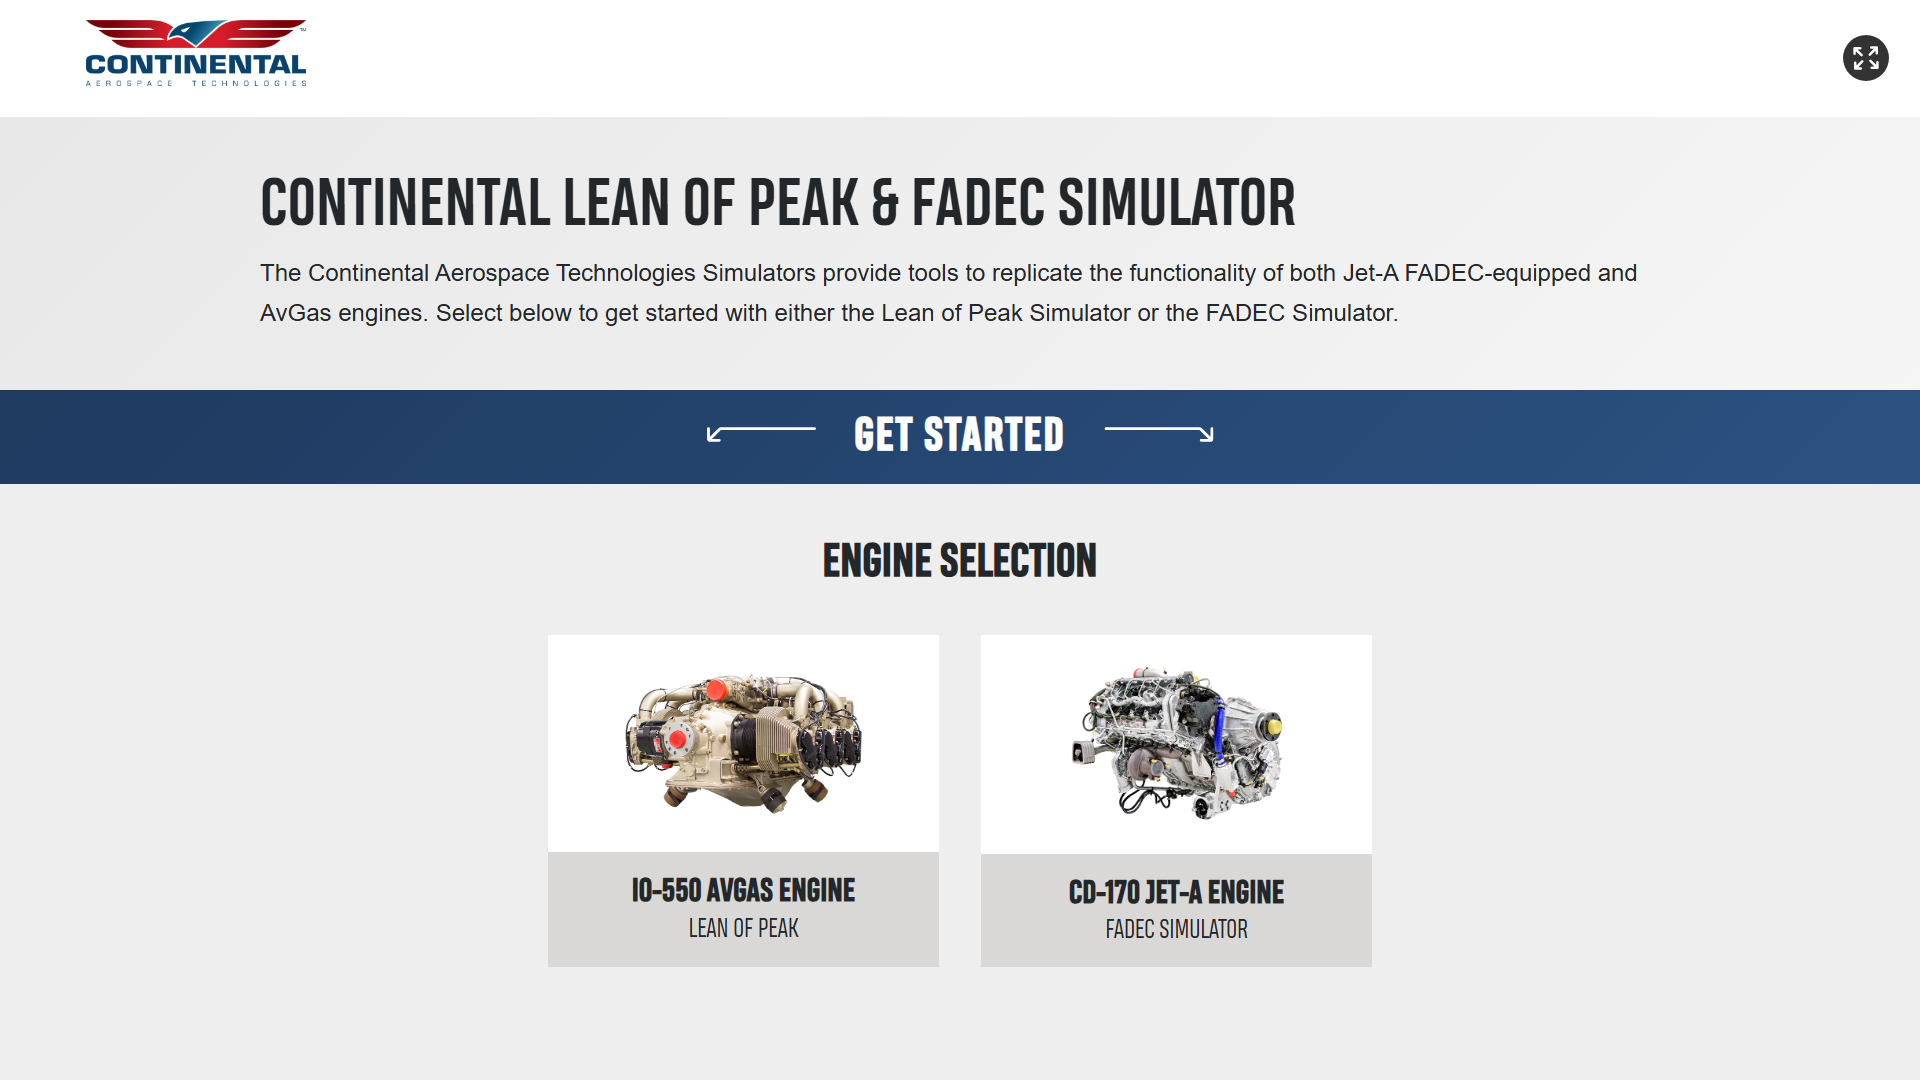 CONTINENTAL
AEROSPACE TECHNOLOGIES
TM
CONTINENTAL LEAN OF PEAK & FADEC SIMULATOR
The Continental Aerospace Technologies Simulators provide tools to replicate the functionality of both Jet-A FADEC-equipped and
AvGas engines. Select below to get started with either the Lean of Peak Simulator or the FADEC Simulator.
GET STARTED
ENGINE SELECTION
IO-550 AVGAS ENGINE
LEAN OF PEAK
CD-170 JET-A ENGINE
FADEC SIMULATOR